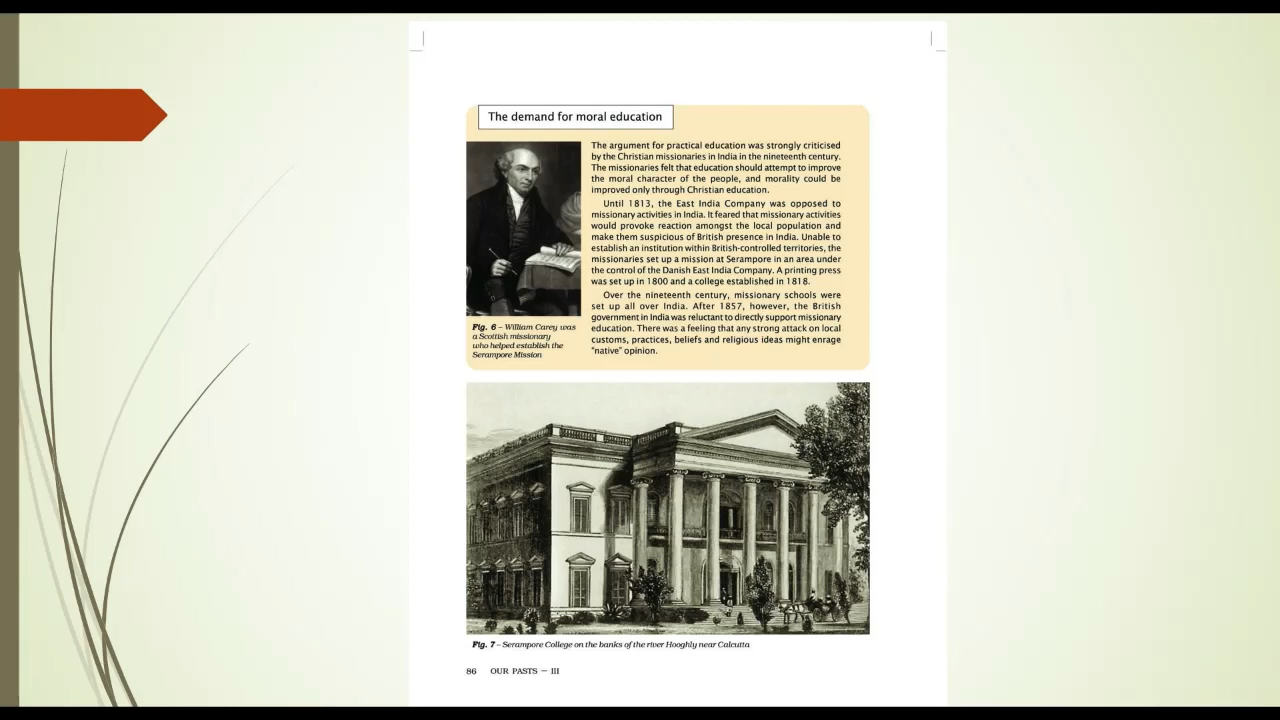 The demand for moral education
The argument for practical education was strongly criticised
by the Christian missionaries in India in the nineteenth century.
The missionaries felt that education should attempt to improve
the moral character of the people, and morality could be
improved only through Christian education.
Until 1813, the East India Company was opposed to
missionary activities in India. It feared that missionary activities
would provoke reaction amongst the local population and
make them suspicious of British presence in India. Unable to
establish an institution within British-controlled territories, the
missionaries set up a mission at Serampore in an area under
the control of the Danish East India Company. A printing press
was set up in 1800 and a college established in 1818.
Over the nineteenth century, missionary schools were
set up all over India. After 1857, however, the British
government in India was reluctant to directly support missionary
education. There was a feeling that any strong attack on local
customs, practices, beliefs and religious ideas might enrage
“native” opinion.
Fig. 6 – William Carey was
a Scottish missionary
who helped establish the
Serampore Mission
Fig. 7 – Serampore College on the banks of the river Hooghly near Calcutta
86 OUR PASTS – III